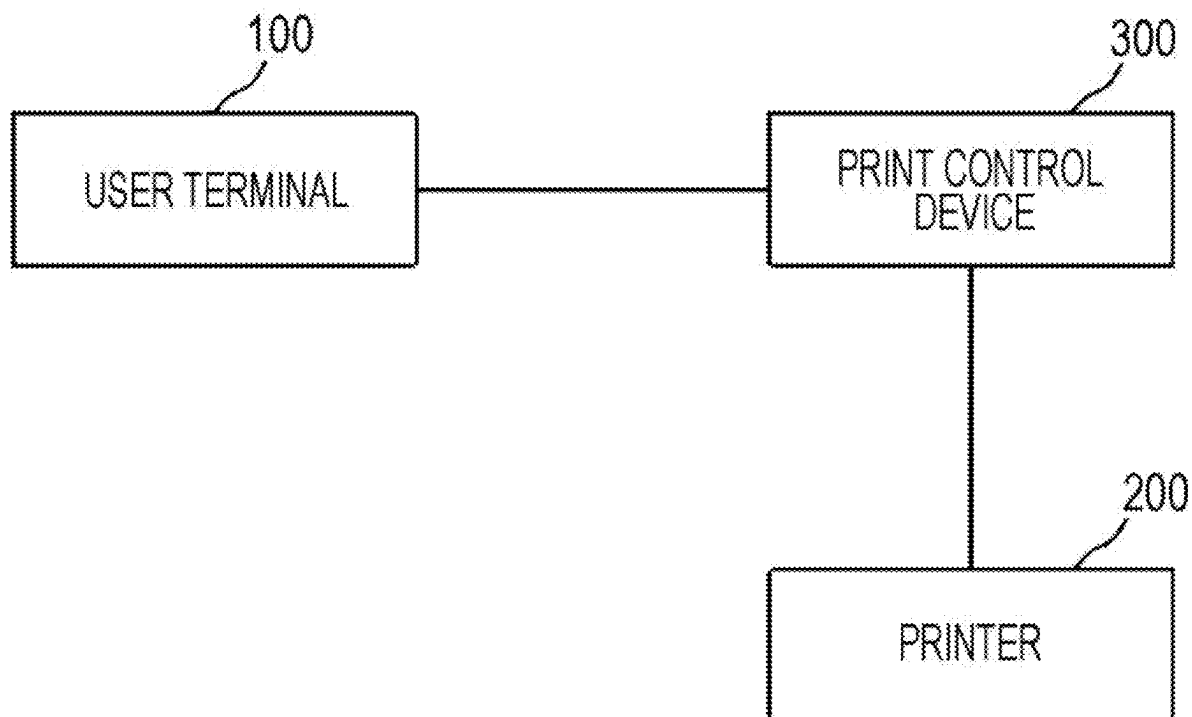 100
300
USER TERMINAL
PRINT CONTROL
DEVICE
200
PRINTER